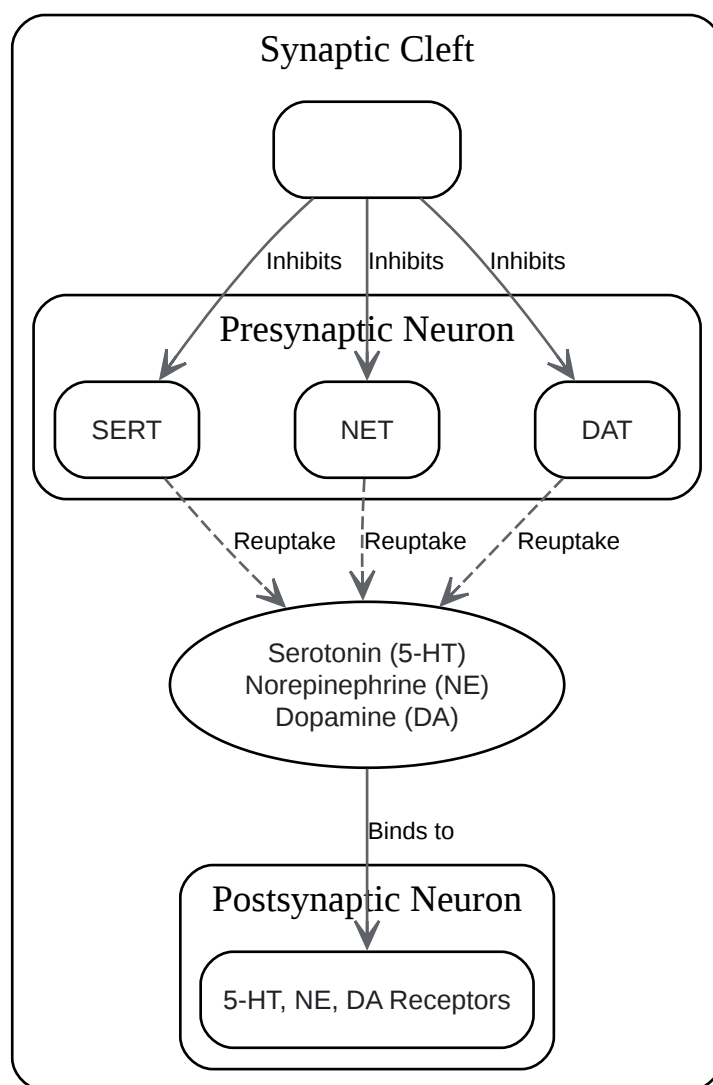 Synaptic Cleft
Inhibits
Inhibits
Inhibits
Presynaptic Neuron
SERT
NET
DAT
Reuptake
Reuptake
Reuptake
Serotonin (5-HT)
Norepinephrine (NE)
Dopamine (DA)
Binds to
Postsynaptic Neuron
5-HT, NE, DA Receptors